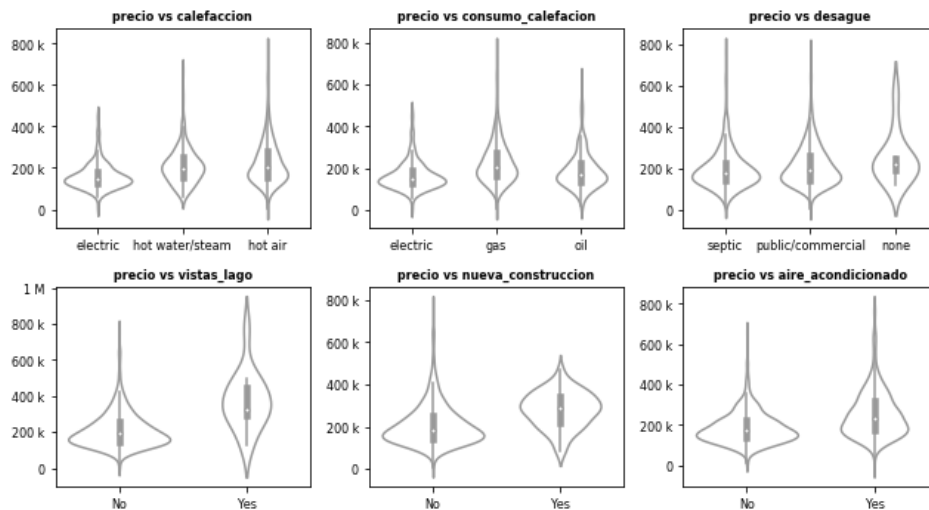 precio vs calefaccion
800 k
600 k
400 k
200 k
0
electric hot water/steam hot air
precio vs consumo_calefacion
800 k
600 k
400 k
200 k
0
electric gas oil
precio vs desague
800 k
600 k
400 k
200 k
0
septic public/commercial none
precio vs vistas_lago
1 M
800 k
600 k
400 k
200 k
0
No Yes
precio vs nueva_construccion
800 k
600 k
400 k
200 k
0
No Yes
precio vs aire_acondicionado
800 k
600 k
400 k
200 k
0
No Yes